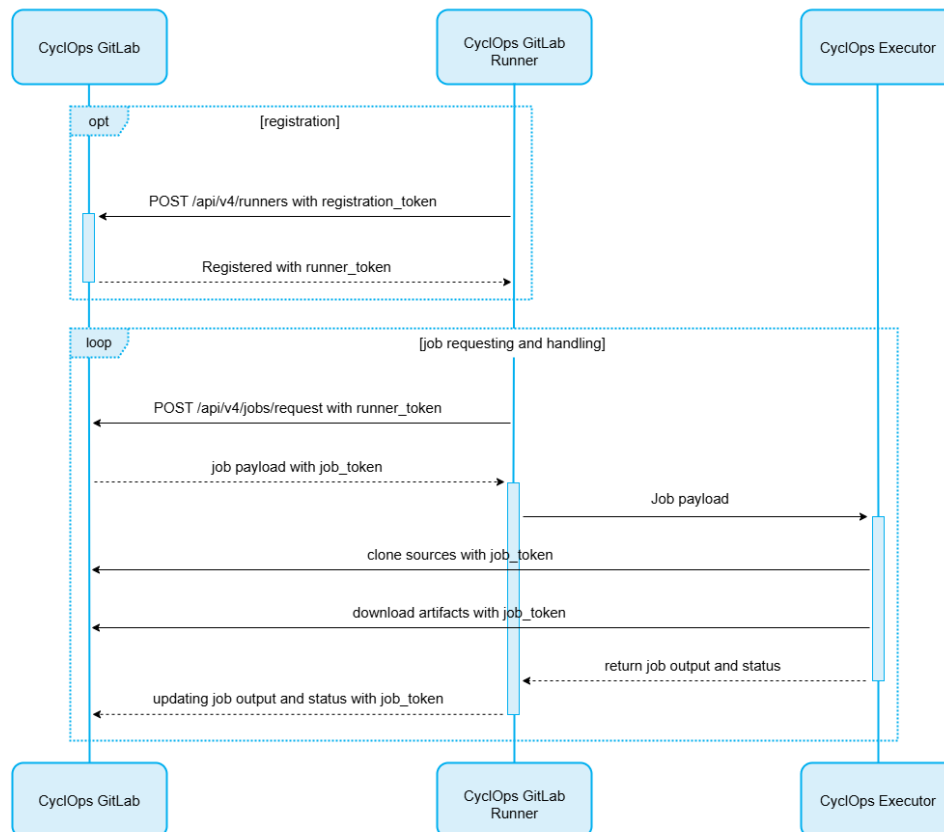 CyclOps GitLab
CyclOps GitLab
Runner
CyclOps Executor
opt
[registration]
POST /api/v4/runners with registration_token
Registered with runner_token
loop
[job requesting and handling]
POST /api/v4/jobs/request with runner_token
job payload with job_token
Job payload
clone sources with job_token
download artifacts with job_token
return job output and status
updating job output and status with job_token
CyclOps GitLab
CyclOps GitLab
Runner
CyclOps Executor